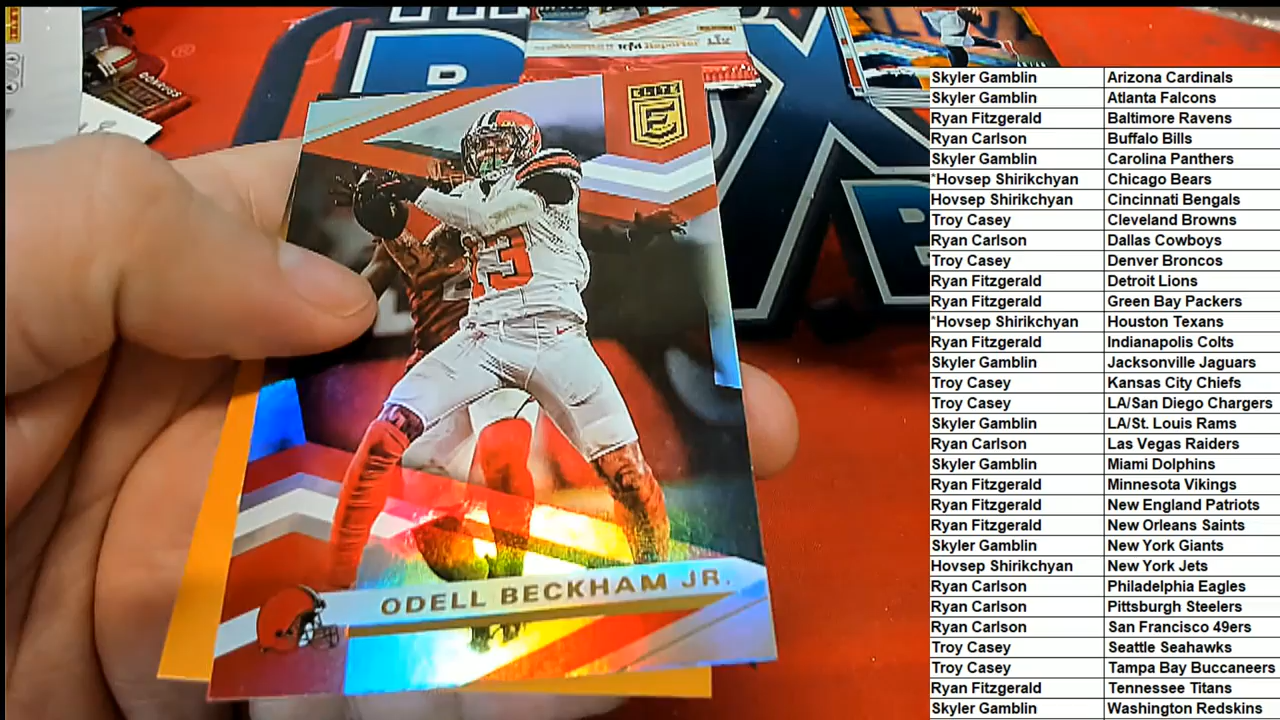 ELITE
E
13
ODELL BECKHAM JR.
B
DONRUSS
Skyler Gamblin Arizona Cardinals
Skyler Gamblin Atlanta Falcons
Ryan Fitzgerald Baltimore Ravens
Ryan Carlson Buffalo Bills
Skyler Gamblin Carolina Panthers
*Hovsep Shirikchyan Chicago Bears
Hovsep Shirikchyan Cincinnati Bengals
Troy Casey Cleveland Browns
Ryan Carlson Dallas Cowboys
Troy Casey Denver Broncos
Ryan Fitzgerald Detroit Lions
Ryan Fitzgerald Green Bay Packers
*Hovsep Shirikchyan Houston Texans
Ryan Fitzgerald Indianapolis Colts
Skyler Gamblin Jacksonville Jaguars
Troy Casey Kansas City Chiefs
Troy Casey LA/San Diego Chargers
Skyler Gamblin LA/St. Louis Rams
Ryan Carlson Las Vegas Raiders
Skyler Gamblin Miami Dolphins
Ryan Fitzgerald Minnesota Vikings
Ryan Fitzgerald New England Patriots
Ryan Fitzgerald New Orleans Saints
Skyler Gamblin New York Giants
Hovsep Shirikchyan New York Jets
Ryan Carlson Philadelphia Eagles
Ryan Carlson Pittsburgh Steelers
Ryan Carlson San Francisco 49ers
Troy Casey Seattle Seahawks
Troy Casey Tampa Bay Buccaneers
Ryan Fitzgerald Tennessee Titans
Skyler Gamblin Washington Redskins